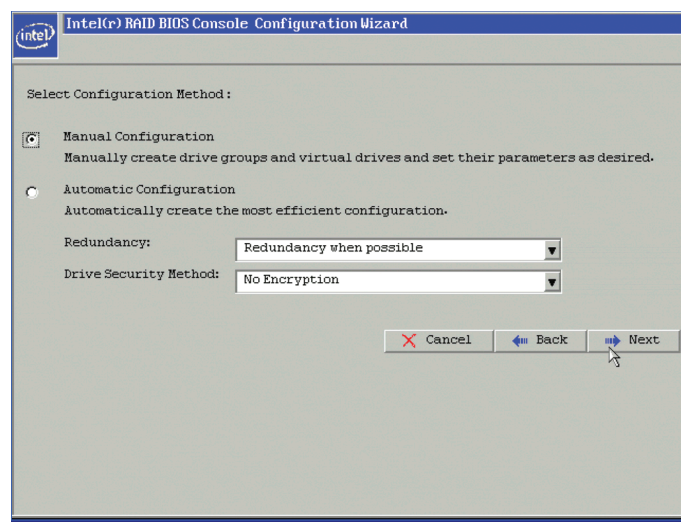 intel
Intel(r) RAID BIOS Console Configuration Wizard
Select Configuration Method:
Manual Configuration
Manually create drive groups and virtual drives and set their parameters as desired.
Automatic Configuration
Automatically create the most efficient configuration.
Redundancy: Redundancy when possible
Drive Security Method: No Encryption
Cancel Back Next